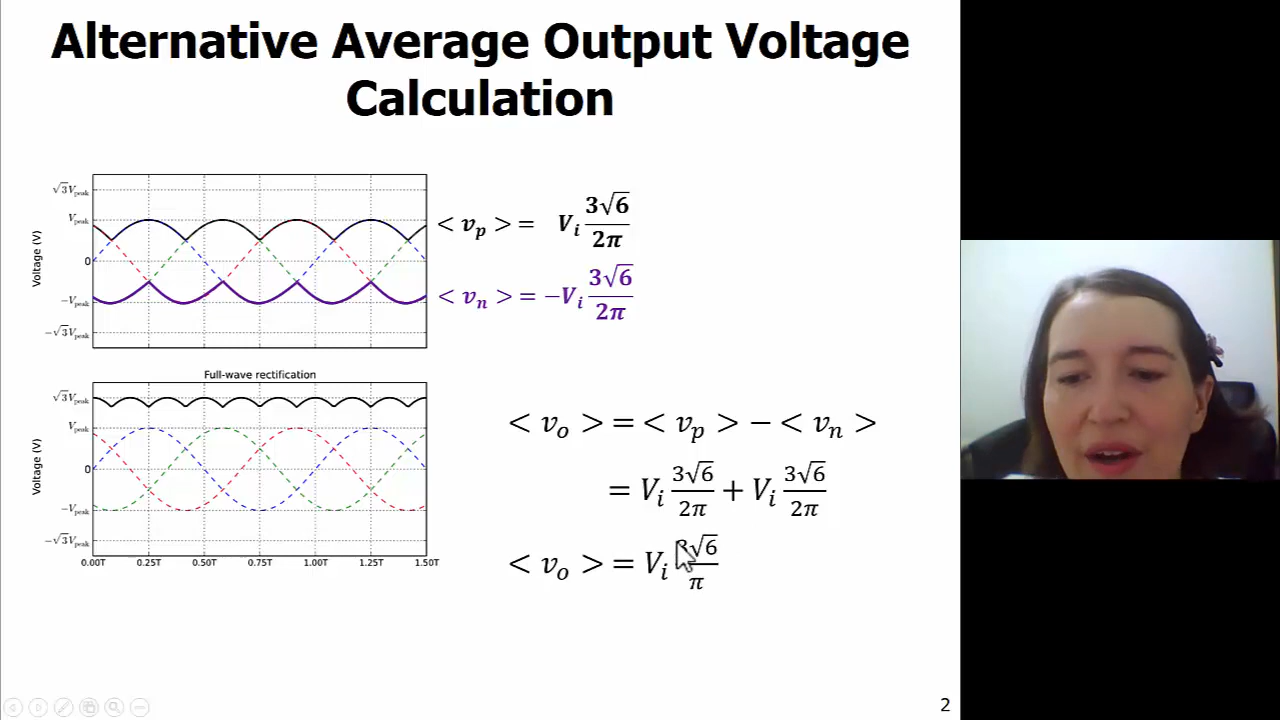 Alternative Average Output Voltage
Calculation
√3V_peak
V_peak
0
−V_peak
−√3V_peak
Voltage (V)
< v_p > = V_i 3√6/2π
< v_n > = −V_i 3√6/2π
Full-wave rectification
√3V_peak
V_peak
0
−V_peak
−√3V_peak
Voltage (V)
0.00T 0.25T 0.50T 0.75T 1.00T 1.25T 1.50T
< v_o > = < v_p > − < v_n >
= V_i 3√6/2π + V_i 3√6/2π
< v_o > = V_i 3√6/π
2